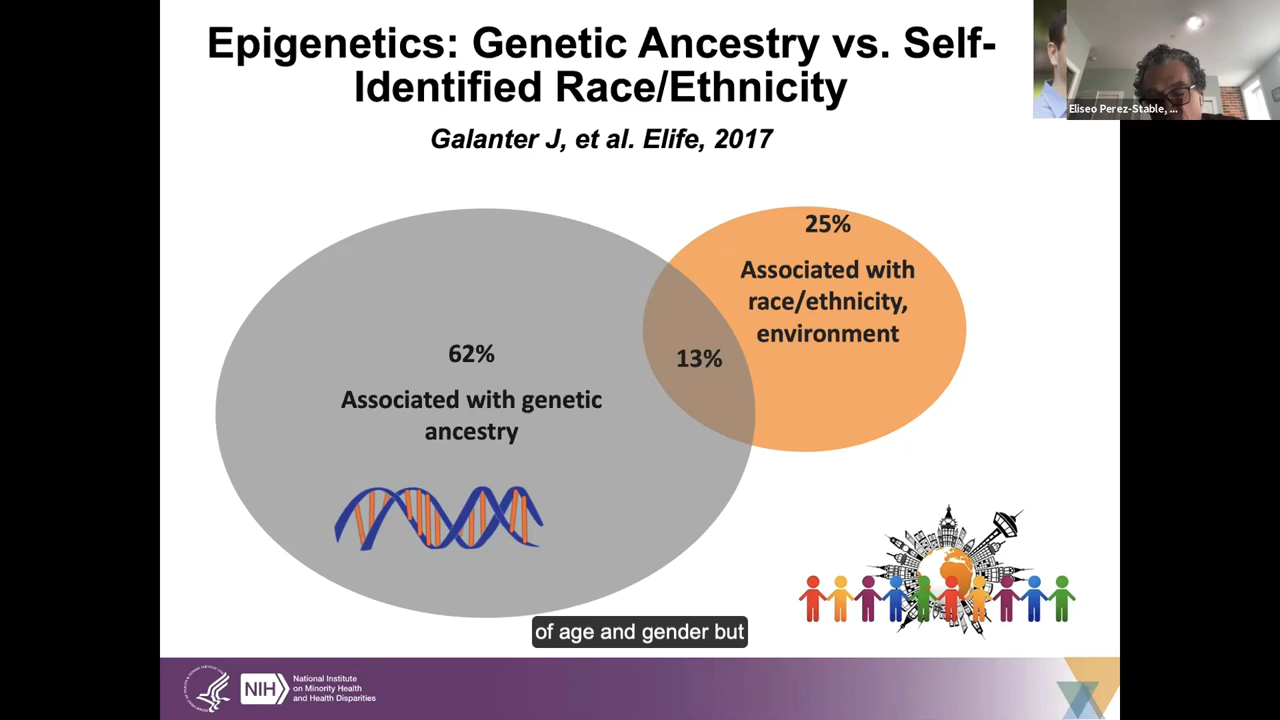 Epigenetics: Genetic Ancestry vs. Self-
Identified Race/Ethnicity
Galanter J, et al. Elife, 2017
Eliseo Perez-Stable, ...
25%
Associated with
race/ethnicity,
environment
62%
Associated with genetic
ancestry
13%
of age and gender but
NIH
National Institute
on Minority Health
and Health Disparities